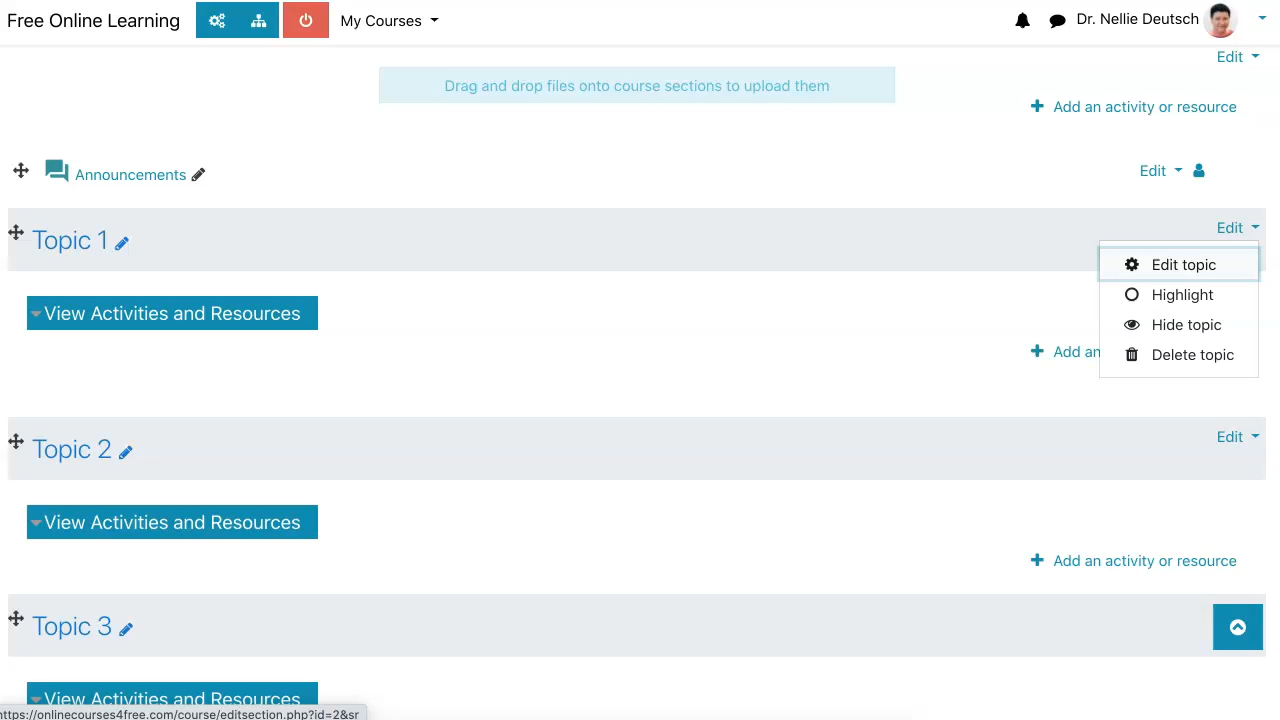 Free Online Learning
My Courses
Dr. Nellie Deutsch
Edit
Drag and drop files onto course sections to upload them
Add an activity or resource
Announcements
Edit
Topic 1
Edit
Edit topic
Highlight
Hide topic
Delete topic
View Activities and Resources
Add an
Topic 2
Edit
View Activities and Resources
Add an activity or resource
Topic 3
View Activities and Resources
https://onlinecourses4free.com/course/editsection.php?id=2&sr